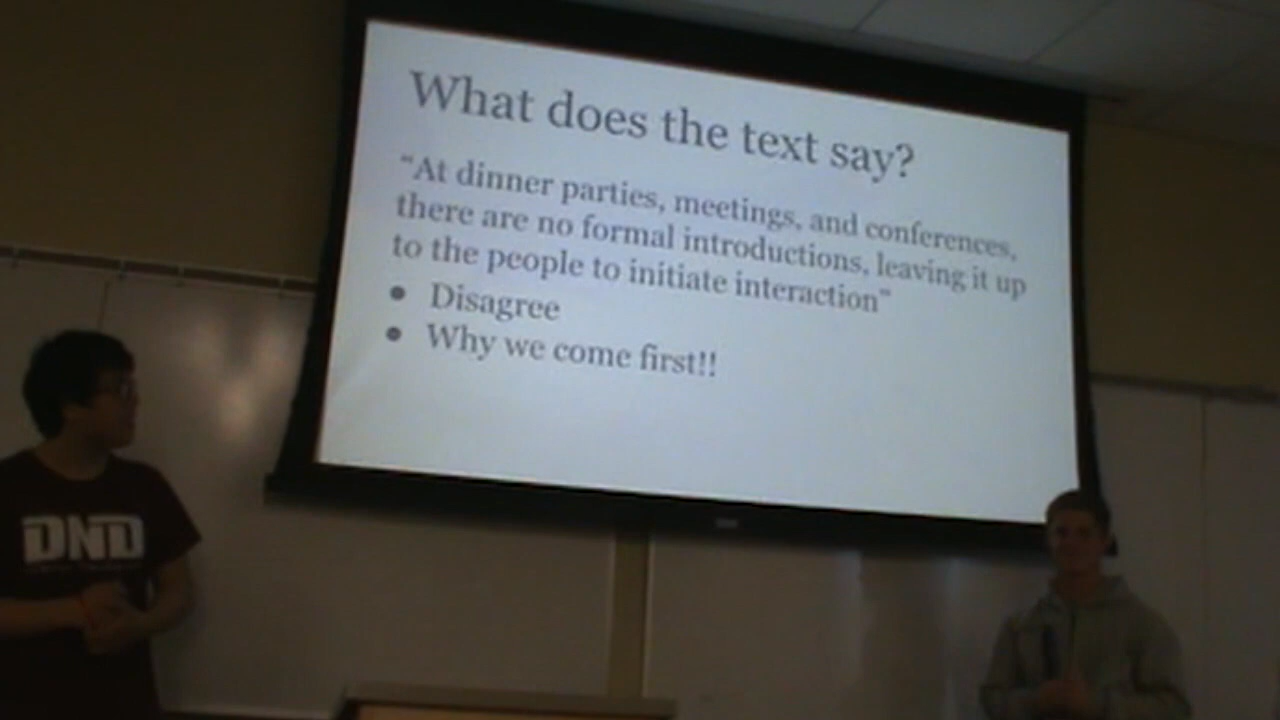 What does the text say?
“At dinner parties, meetings, and conferences,
there are no formal introductions, leaving it up
to the people to initiate interaction”
● Disagree
● Why we come first!!
DND